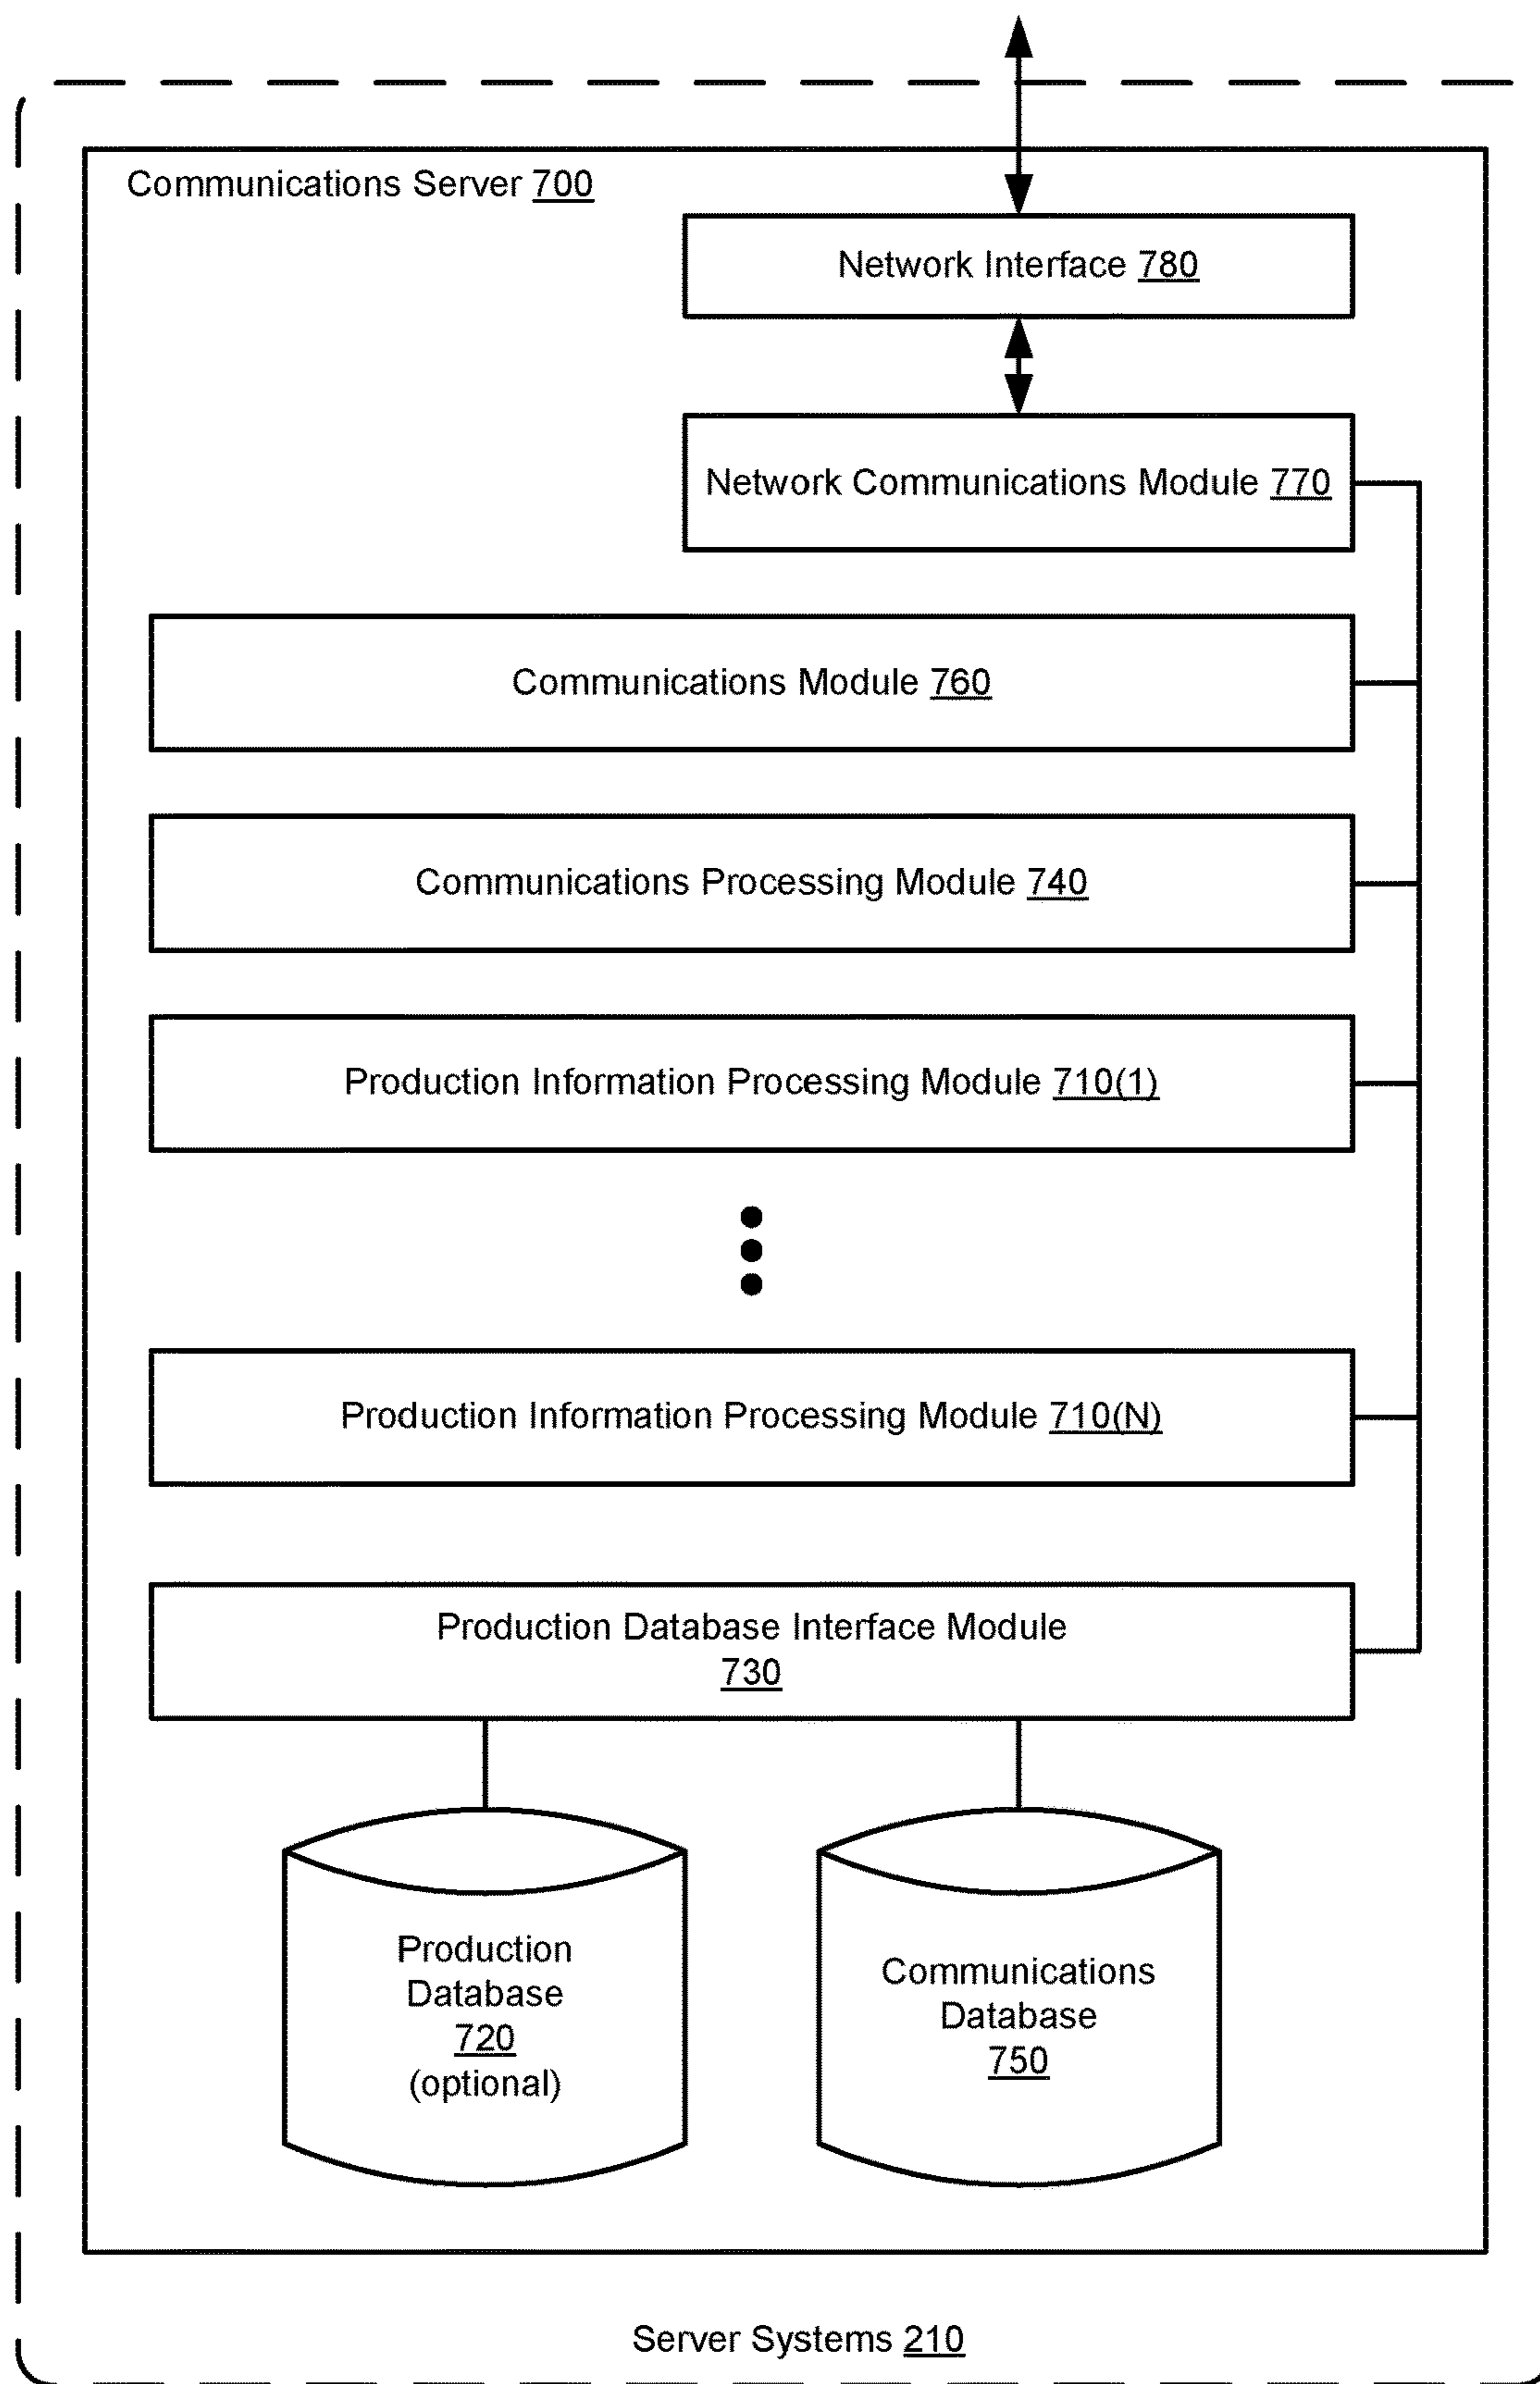 Communications Server 700
Network Interface 780
Network Communications Module 770
Communications Module 760
Communications Processing Module 740
Production Information Processing Module 710(1)
Production Information Processing Module 710(N)
Production Database Interface Module
730
Production
Database
720
(optional)
Communications
Database
750
Server Systems 210